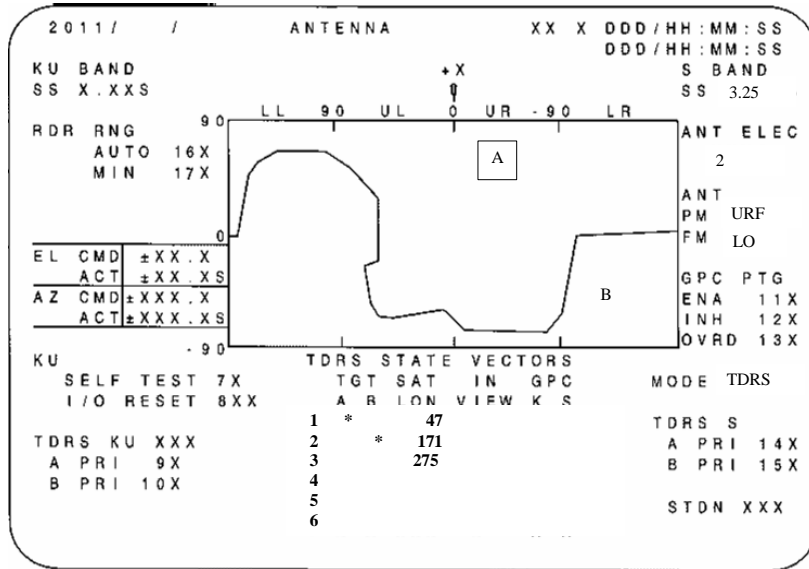 2011/ / ANTENNA XX X DDD/HH:MM:SS
DDD/HH:MM:SS
KU BAND +X S BAND
SS X.XXS SS 3.25
LL 90 UL 0 UR -90 LR
90
RDR RNG ANT ELEC
AUTO 16X A 2
MIN 17X
ANT
PM URF
0 FM LO
EL CMD ±XX.X
ACT ±XX.XS GPC PTG
AZ CMD ±XXX.X B ENA 11X
ACT ±XXX.XS INH 12X
OVRD 13X
-90
KU TDRS STATE VECTORS
SELF TEST 7X TGT SAT IN GPC MODE TDRS
I/O RESET 8XX A B LON VIEW K S
1 * 47 TDRS S
TDRS KU XXX 2 * 171 A PRI 14X
A PRI 9X 3 275 B PRI 15X
B PRI 10X 4
5 STDN XXX
6